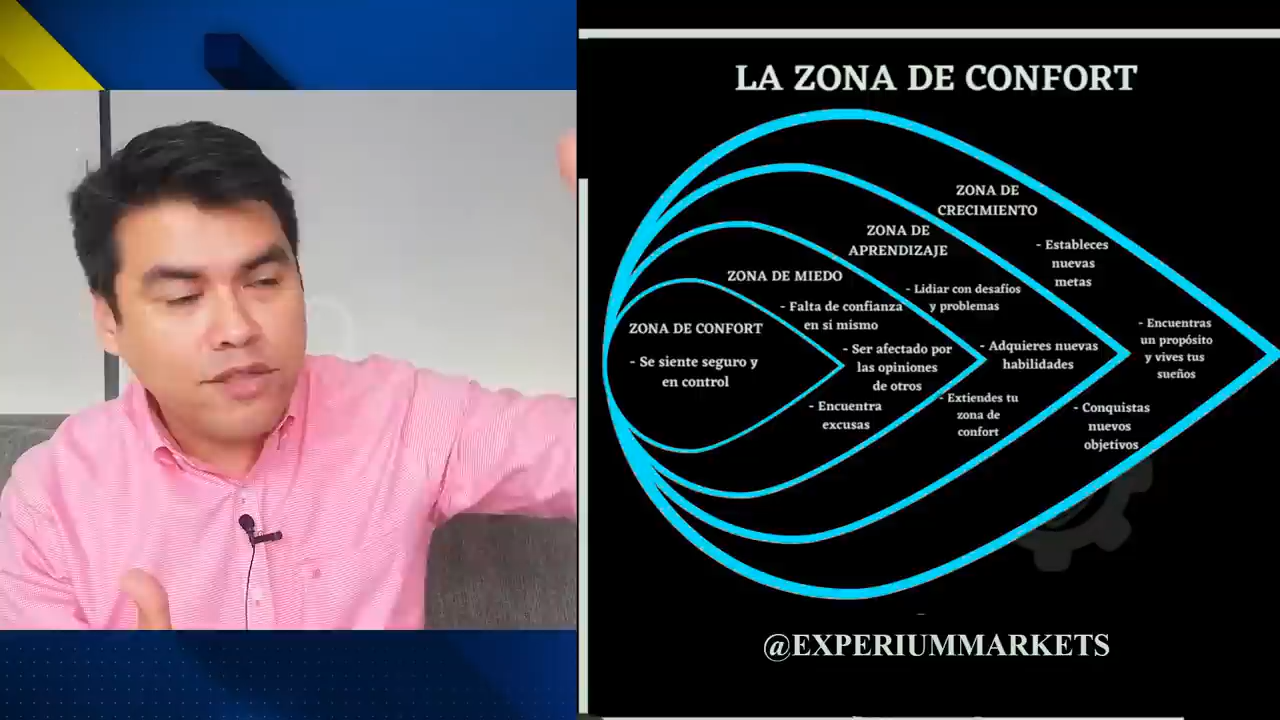 LA ZONA DE CONFORT
ZONA DE
CRECIMIENTO
ZONA DE
APRENDIZAJE
ZONA DE MIEDO
ZONA DE CONFORT
- Se siente seguro y
en control
- Falta de confianza
en si mismo
- Ser afectado por
las opiniones
de otros
- Encuentra
excusas
- Lidiar con desafíos
y problemas
- Adquieres nuevas
habilidades
- Extiendes tu
zona de
confort
- Estableces
nuevas
metas
- Encuentras
un propósito
y vives tus
sueños
- Conquistas
nuevos
objetivos
@EXPERIUMMARKETS